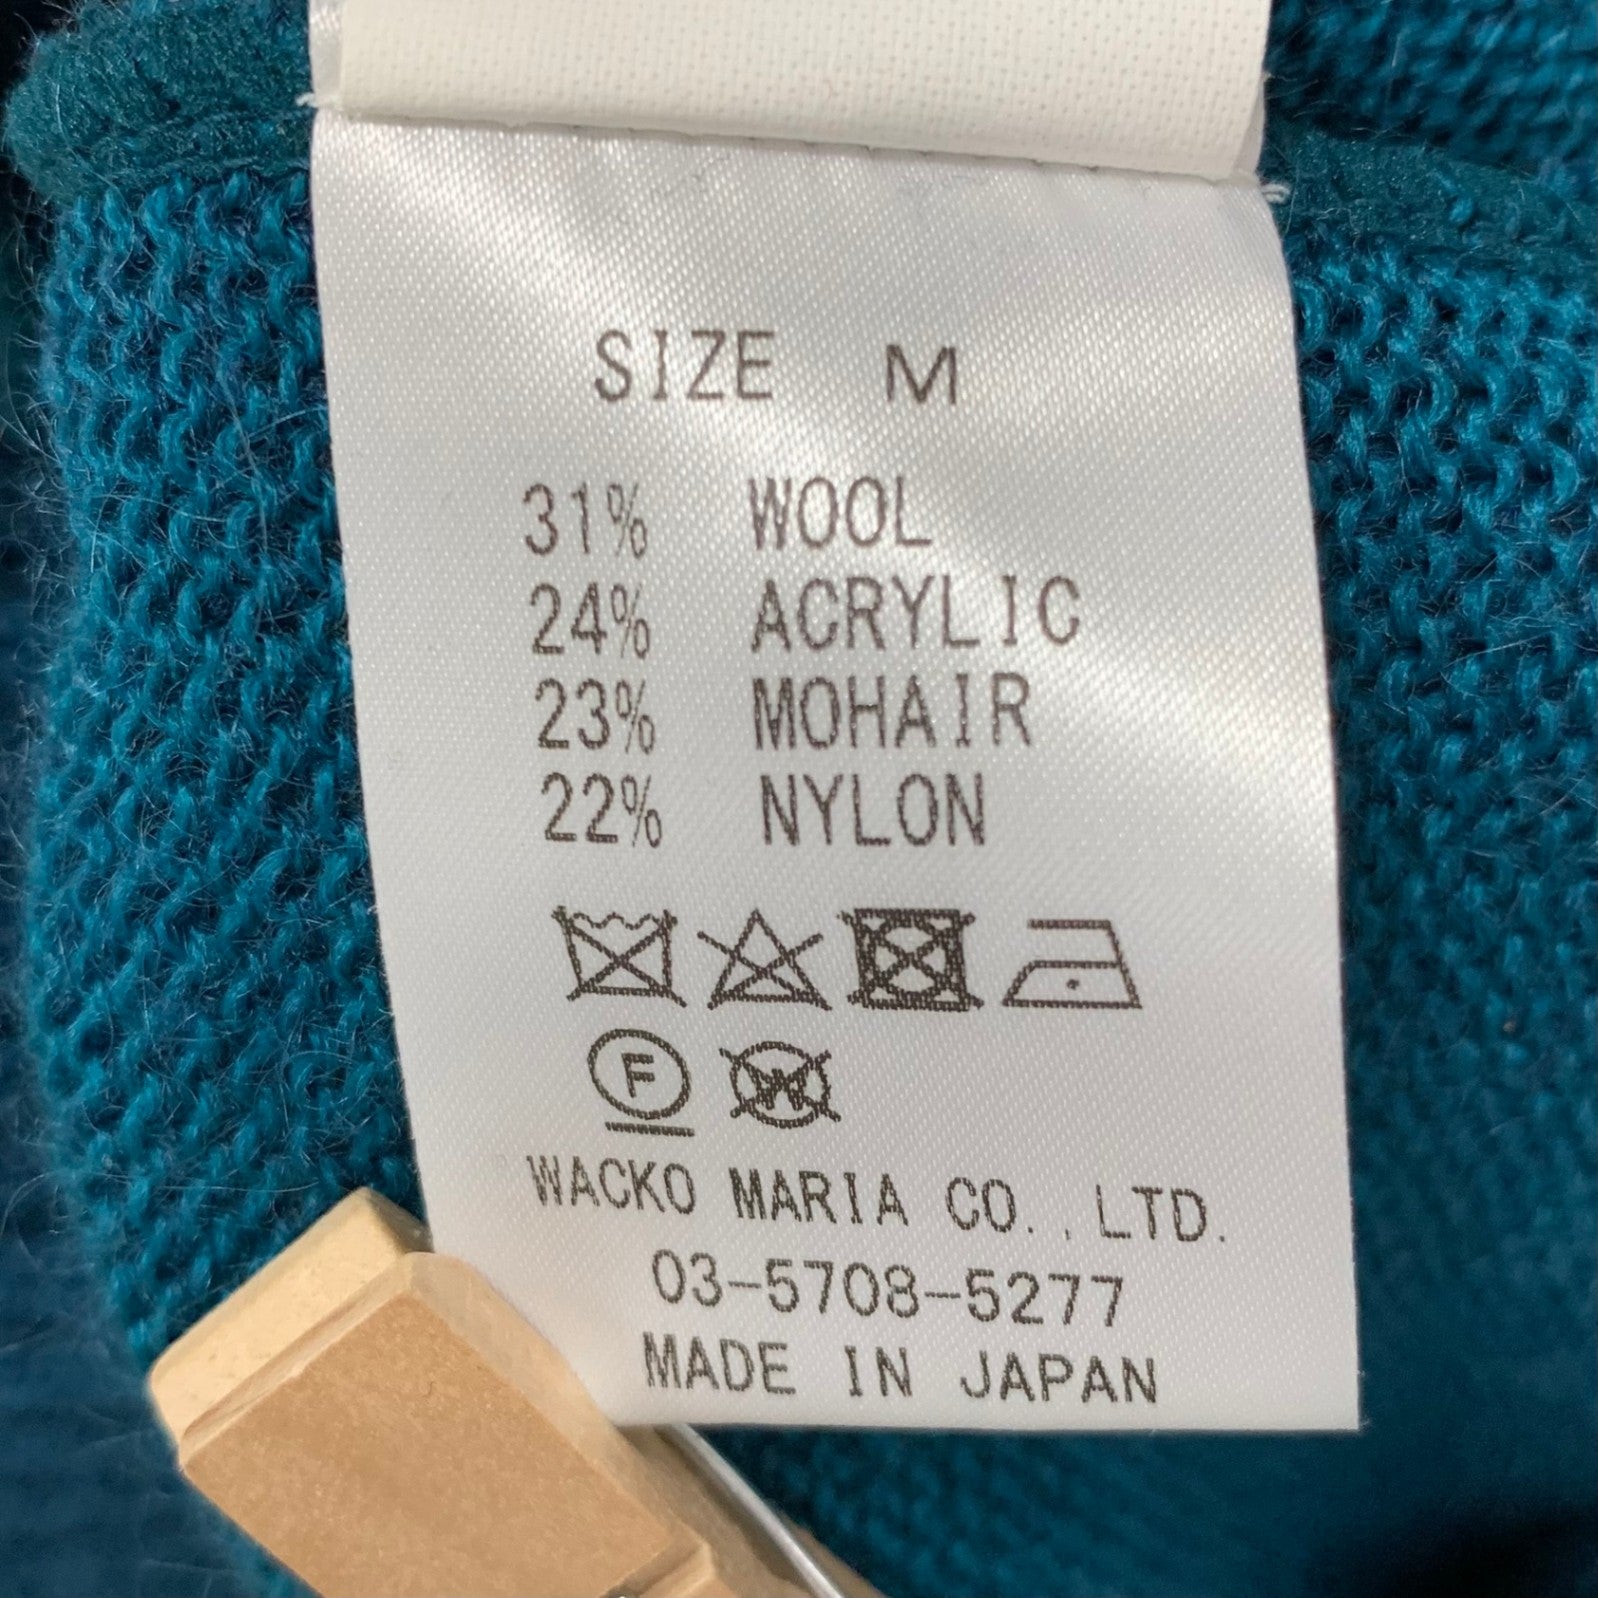 SIZE M
31% WOOL
24% ACRYLIC
23% MOHAIR
22% NYLON
F W
WACKO MARIA CO.,LTD.
03-5708-5277
MADE IN JAPAN